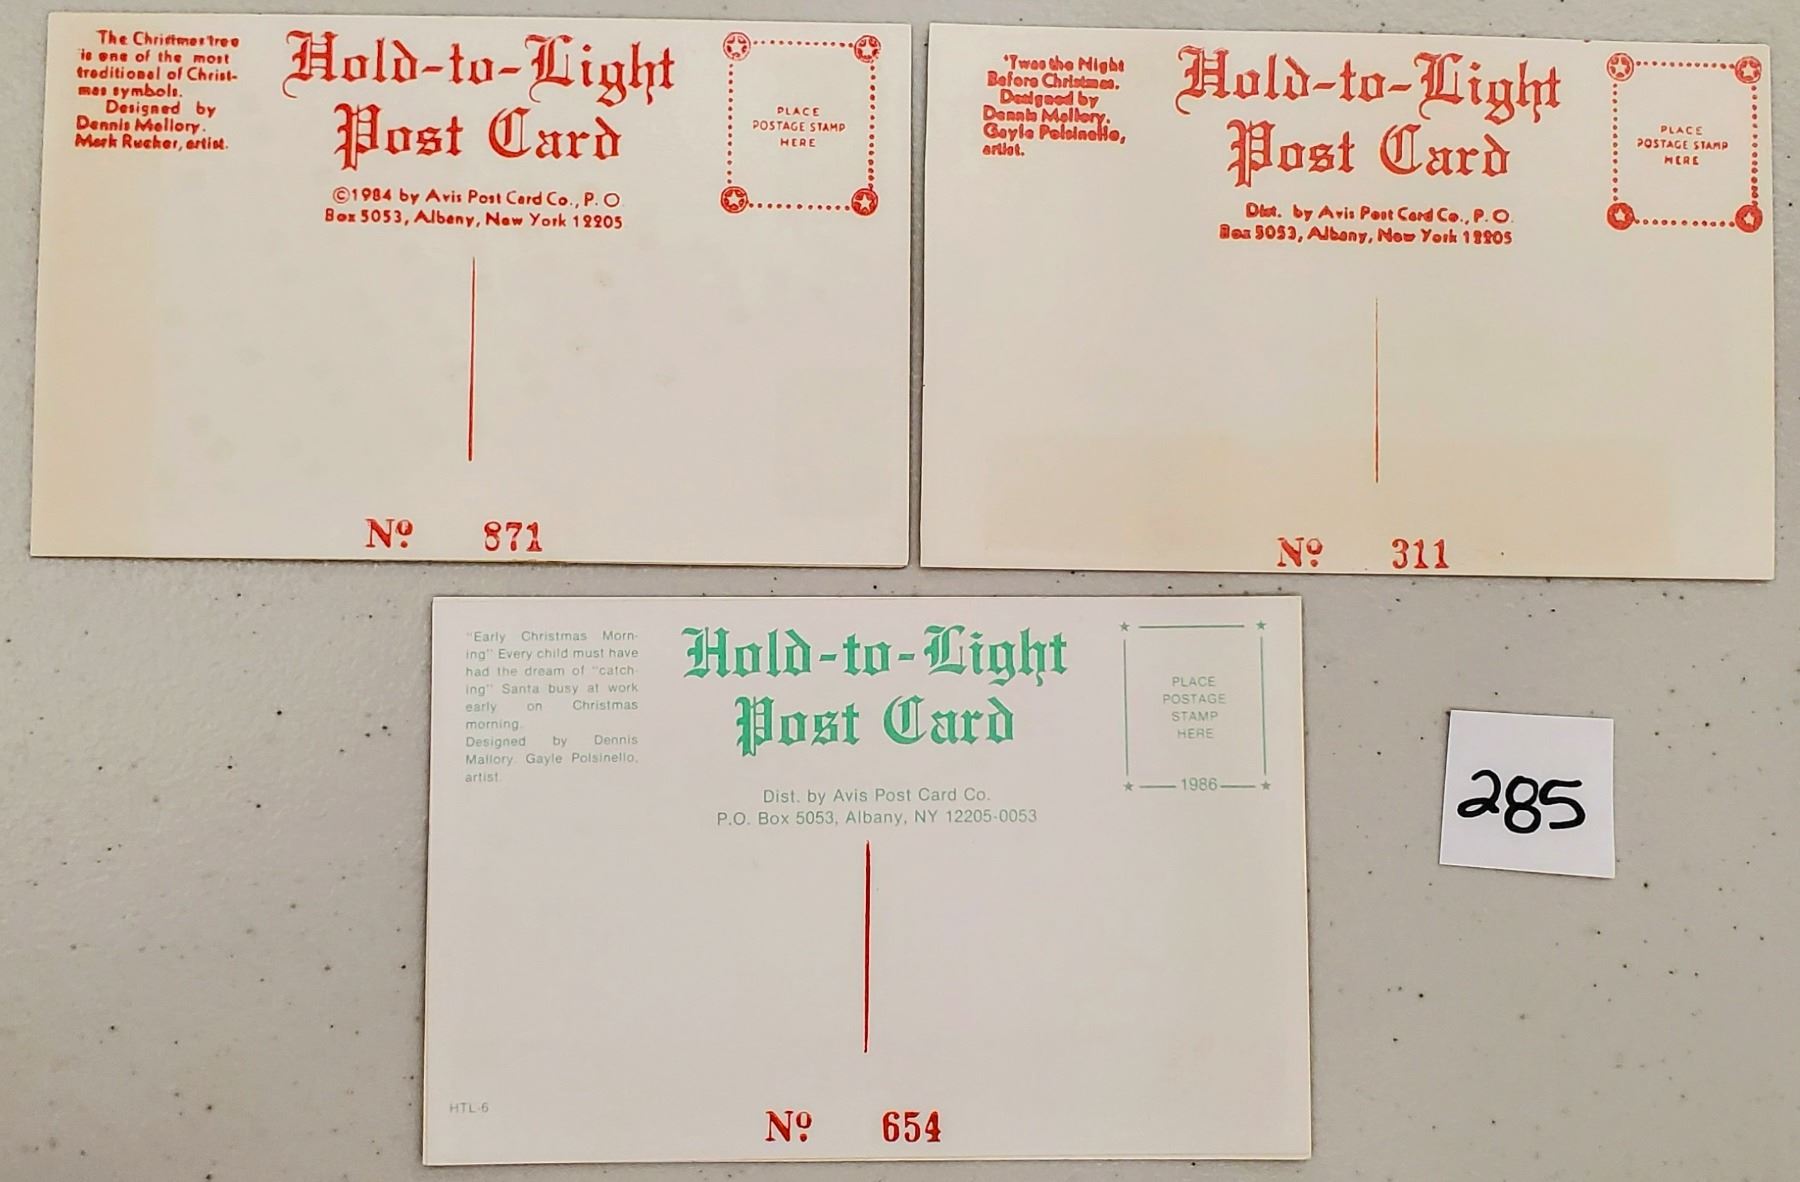 The Christmas tree
is one of the most
traditional of Christ-
mas symbols.
Designed by
Dennis Mallory.
Mark Rucker, artist.
Hold-to-Light
Post Card
©1984 by Avis Post Card Co., P. O.
Box 5053, Albany, New York 12205
PLACE
POSTAGE STAMP
HERE
Nº 871
'Twas the Night
Before Christmas.
Designed by
Dennis Mallory.
Gayle Polsinello,
artist.
Hold-to-Light
Post Card
Dist. by Avis Post Card Co., P. O.
Box 5053, Albany, New York 12205
PLACE
POSTAGE STAMP
HERE
Nº 311
"Early Christmas Morn-
ing" Every child must have
had the dream of "catch-
ing" Santa busy at work
early on Christmas
morning.
Designed by Dennis
Mallory. Gayle Polsinello,
artist.
Hold-to-Light
Post Card
Dist. by Avis Post Card Co.
P.O. Box 5053, Albany, NY 12205-0053
PLACE
POSTAGE
STAMP
HERE
1986
HTL-6
Nº 654
285